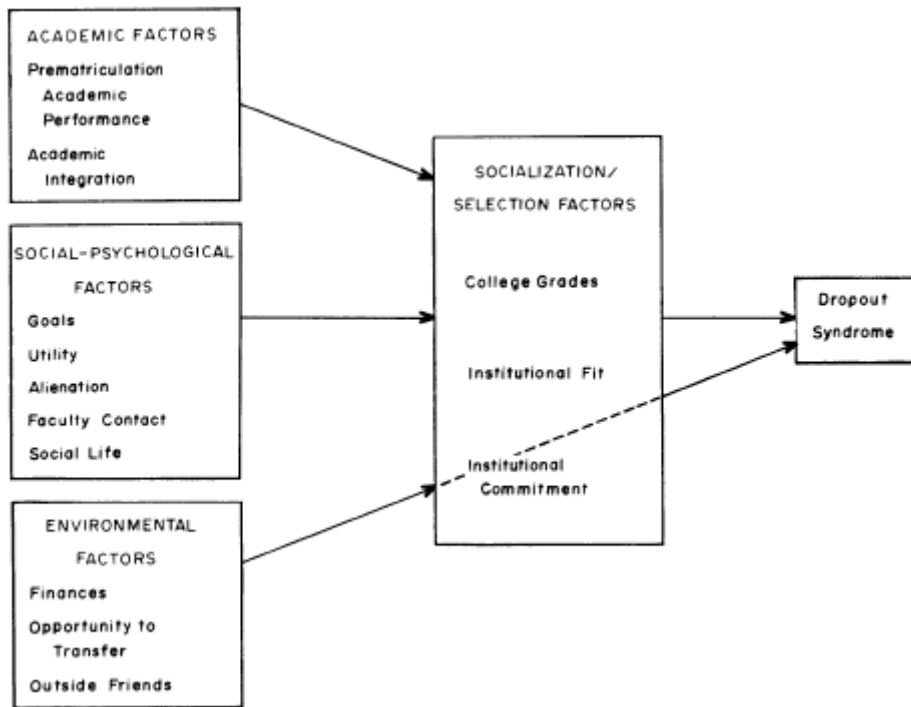 ACADEMIC FACTORS
Prematriculation
Academic
Performance
Academic
Integration
SOCIAL-PSYCHOLOGICAL
FACTORS
Goals
Utility
Alienation
Faculty Contact
Social Life
ENVIRONMENTAL
FACTORS
Finances
Opportunity to
Transfer
Outside Friends
SOCIALIZATION/
SELECTION FACTORS
College Grades
Institutional Fit
Institutional
Commitment
Dropout
Syndrome